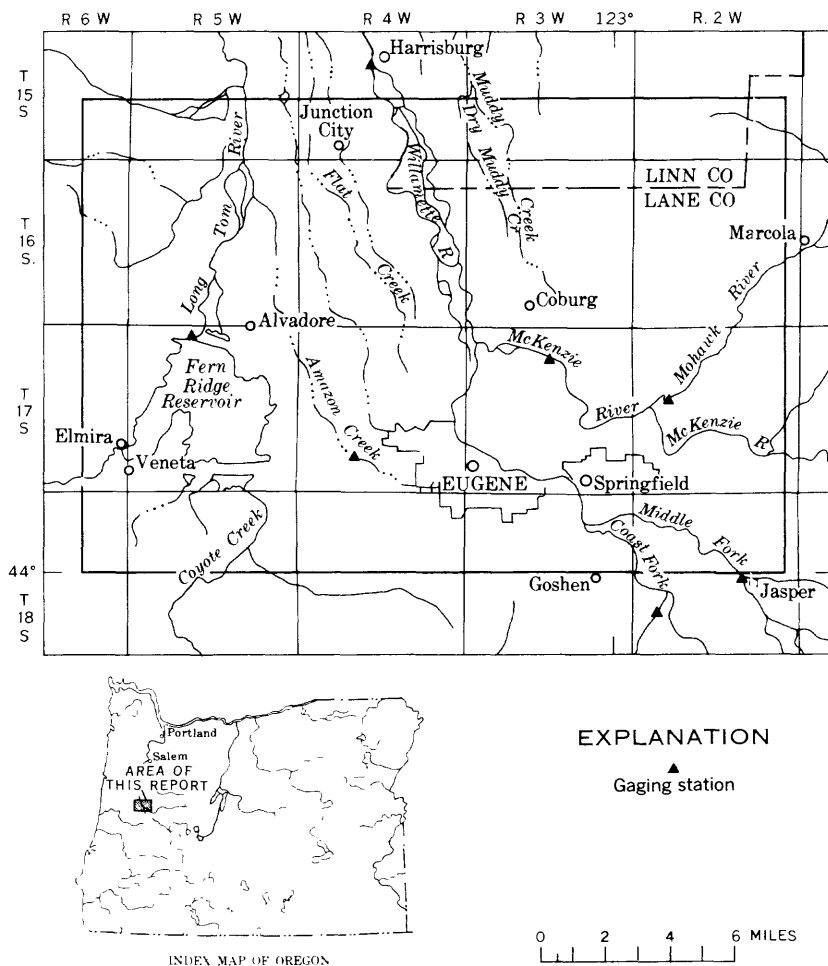 R 6 W R 5 W R 4 W R 3 W 123° R. 2 W
T
15
S
Harrisburg
Junction
City
River
Muddy
Dry Muddy
Creek
Cr
Willamette
R
Flat
Creek
LINN CO
LANE CO
T
16
S.
Long Tom
Marcola
Coburg
Alvadore
River
Mohawk
McKenzie
River
McKenzie
R
T
17
S
Fern
Ridge
Reservoir
Amazon Creek
Elmira
Veneta
EUGENE
Springfield
Coyote Creek
Middle
Fork
Coast Fork
44°
Goshen
Jasper
T
18
S
Portland
Salem
AREA OF
THIS REPORT
INDEX MAP OF OREGON
EXPLANATION
Gaging station
0 2 4 6 MILES